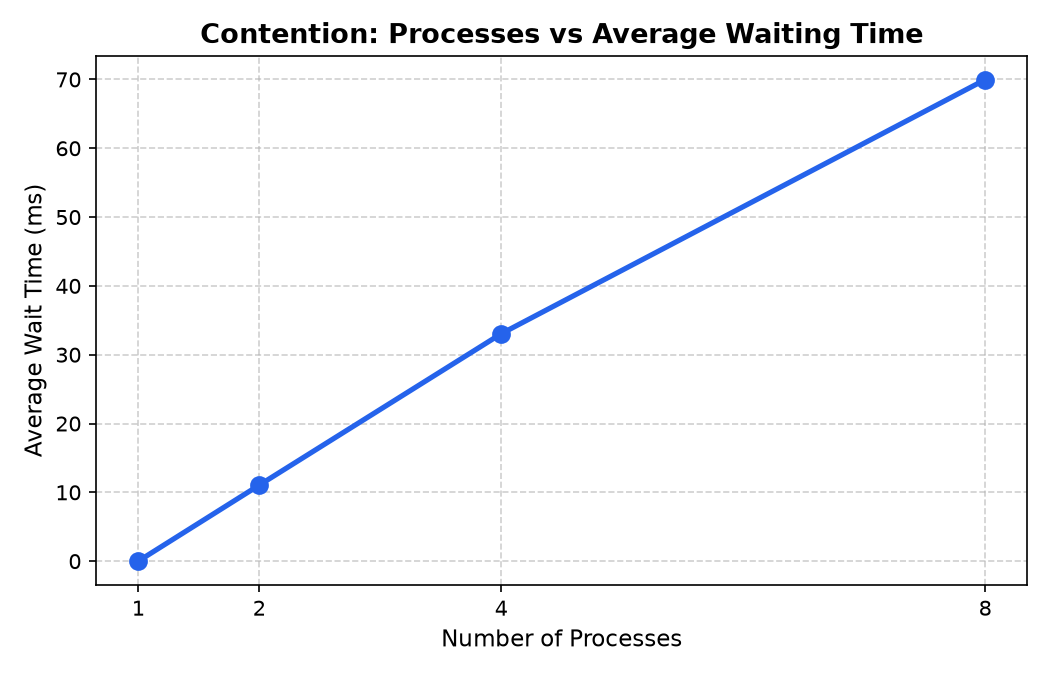 Contention: Processes vs Average Waiting Time
70
60
50
40
30
20
10
0
Average Wait Time (ms)
1 2 4 8
Number of Processes